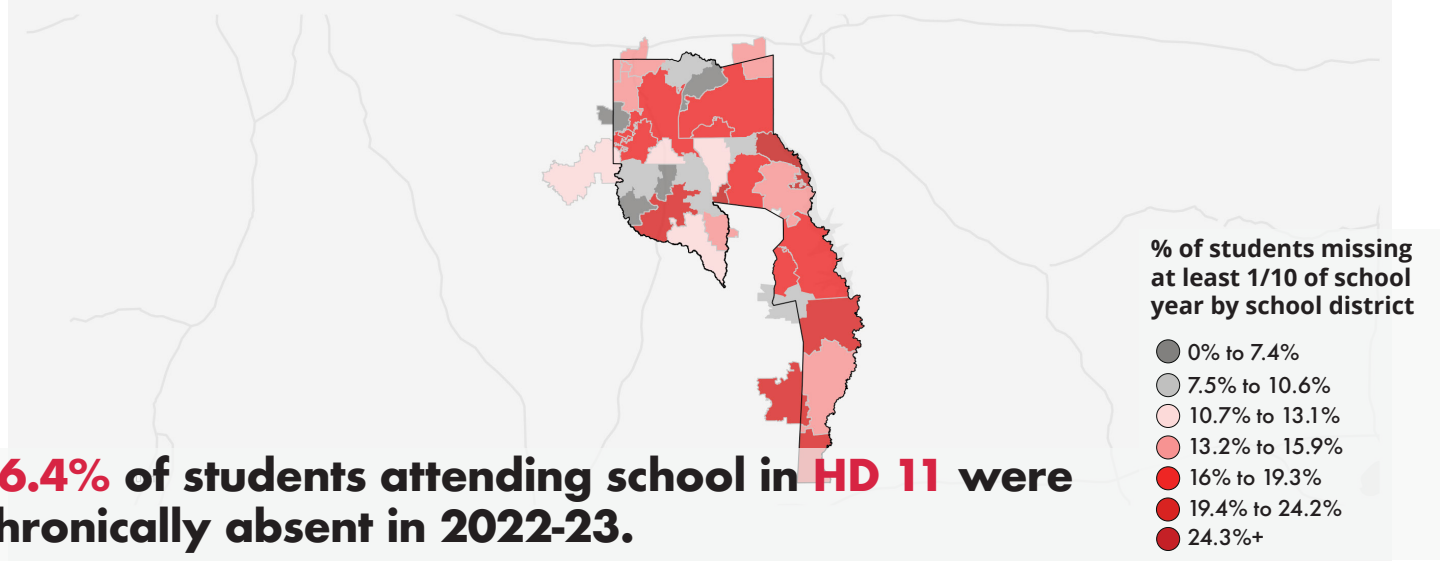 % of students missing
at least 1/10 of school
year by school district
0% to 7.4%
7.5% to 10.6%
10.7% to 13.1%
13.2% to 15.9%
16% to 19.3%
19.4% to 24.2%
24.3%+
6.4% of students attending school in HD 11 were
hronically absent in 2022-23.